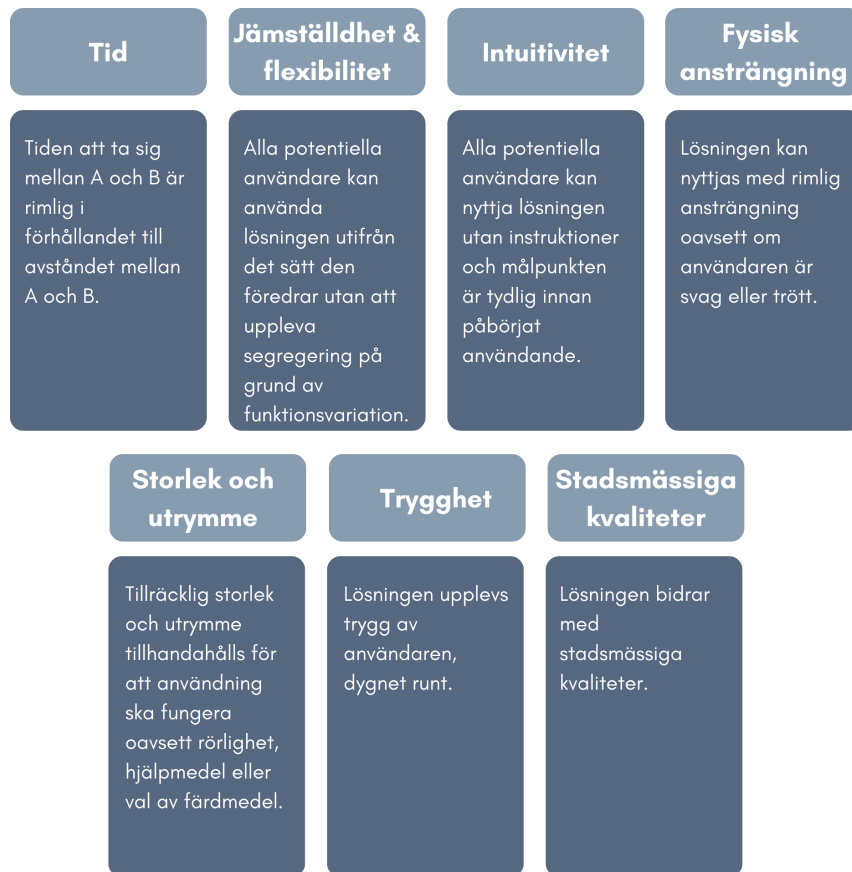 Tid
Tiden att ta sig
mellan A och B är
rimlig i
förhållandet till
avståndet mellan
A och B.
Jämställdhet &
flexibilitet
Alla potentiella
användare kan
använda
lösningen utifrån
det sätt den
föredrar utan att
uppleva
segregering på
grund av
funktionsvariation.
Intuitivitet
Alla potentiella
användare kan
nyttja lösningen
utan instruktioner
och målpunkten
är tydlig innan
påbörjat
användande.
Fysisk
ansträngning
Lösningen kan
nyttjas med rimlig
ansträngning
oavsett om
användaren är
svag eller trött.
Storlek och
utrymme
Tillräcklig storlek
och utrymme
tillhandahålls för
att användning
ska fungera
oavsett rörlighet,
hjälpmedel eller
val av färdmedel.
Trygghet
Lösningen upplevs
trygg av
användaren,
dygnet runt.
Stadsmässiga
kvaliteter
Lösningen bidrar
med
stadsmässiga
kvaliteter.